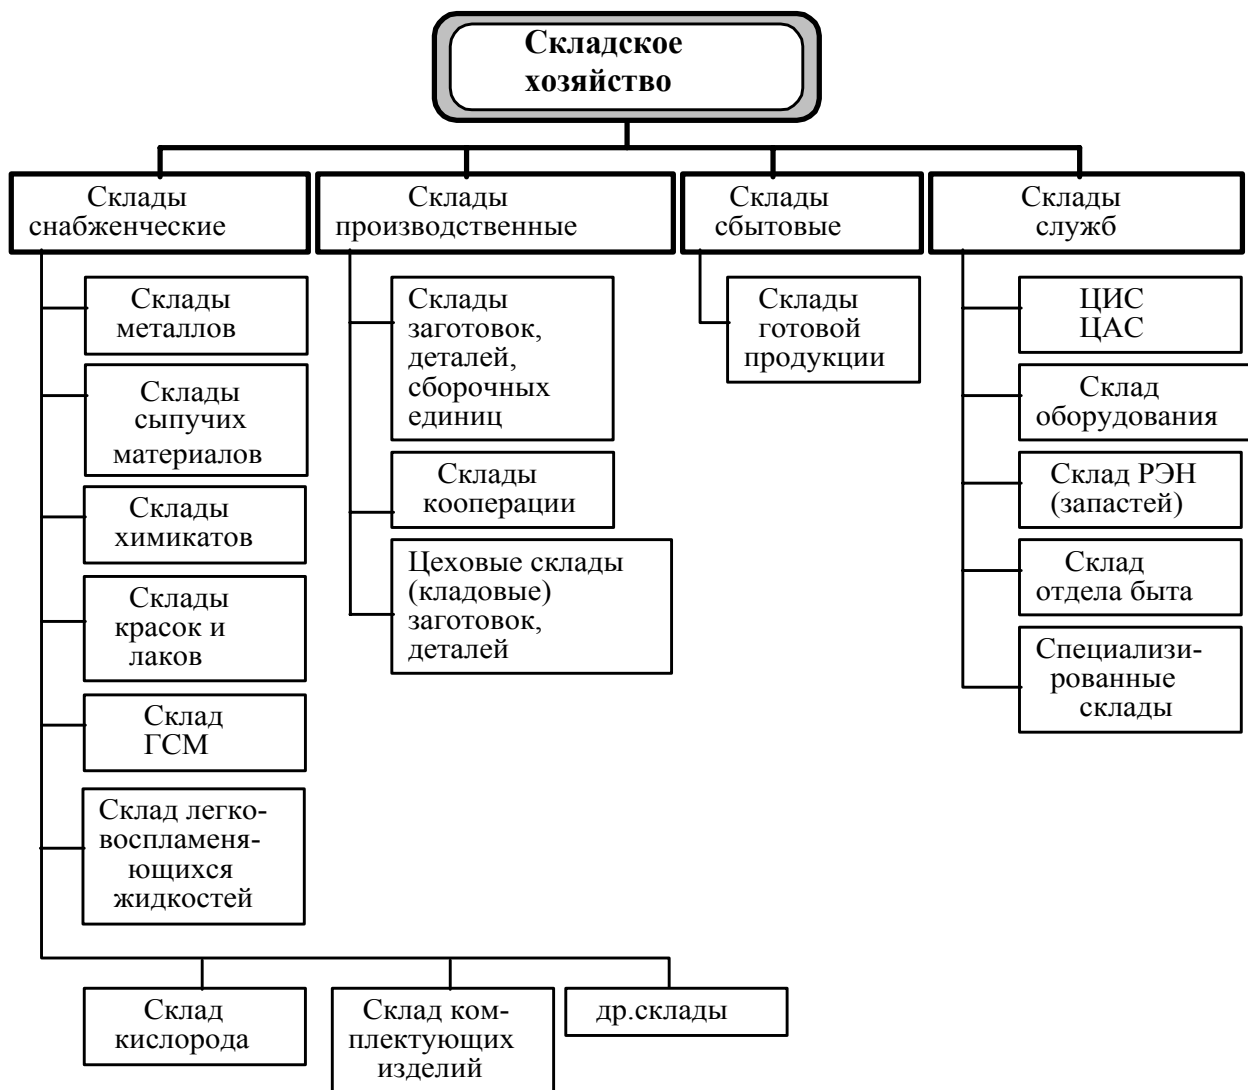 Складское
хозяйство
Склады
снабженческие
Склады
производственные
Склады
сбытовые
Склады
служб
Склады
металлов
Склады
сыпучих
материалов
Склады
химикатов
Склады
красок и
лаков
Склад
ГСМ
Склад легко-
воспламеня-
ющихся
жидкостей
Склад
кислорода
Склад ком-
плектующих
изделий
др.склады
Склады
заготовок,
деталей,
сборочных
единиц
Склады
кооперации
Цеховые склады
(кладовые)
заготовок,
деталей
Склады
готовой
продукции
ЦИС
ЦАС
Склад
оборудования
Склад РЭН
(запастей)
Склад
отдела быта
Специализи-
рованные
склады